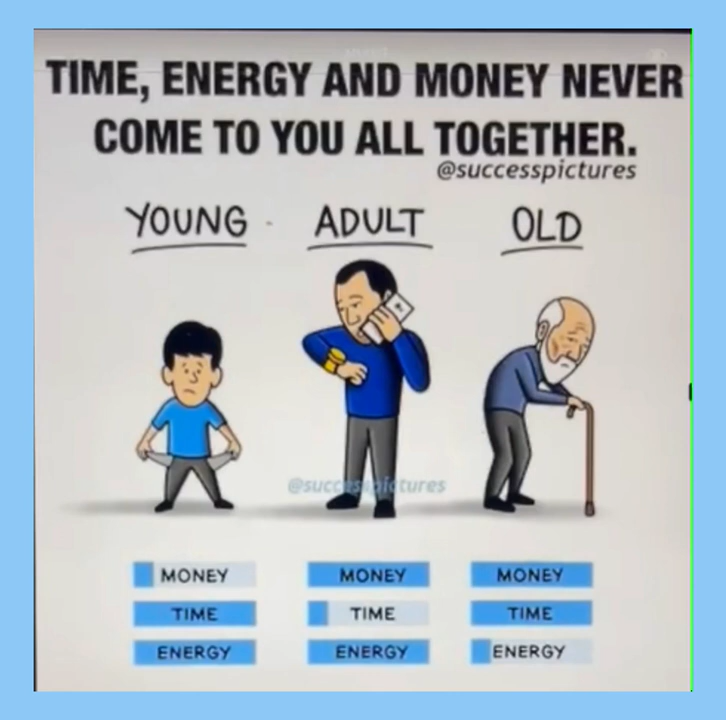 TIME, ENERGY AND MONEY NEVER
COME TO YOU ALL TOGETHER.
@successpictures
YOUNG
ADULT
OLD
@successpictures
MONEY
MONEY
MONEY
TIME
TIME
TIME
ENERGY
ENERGY
ENERGY